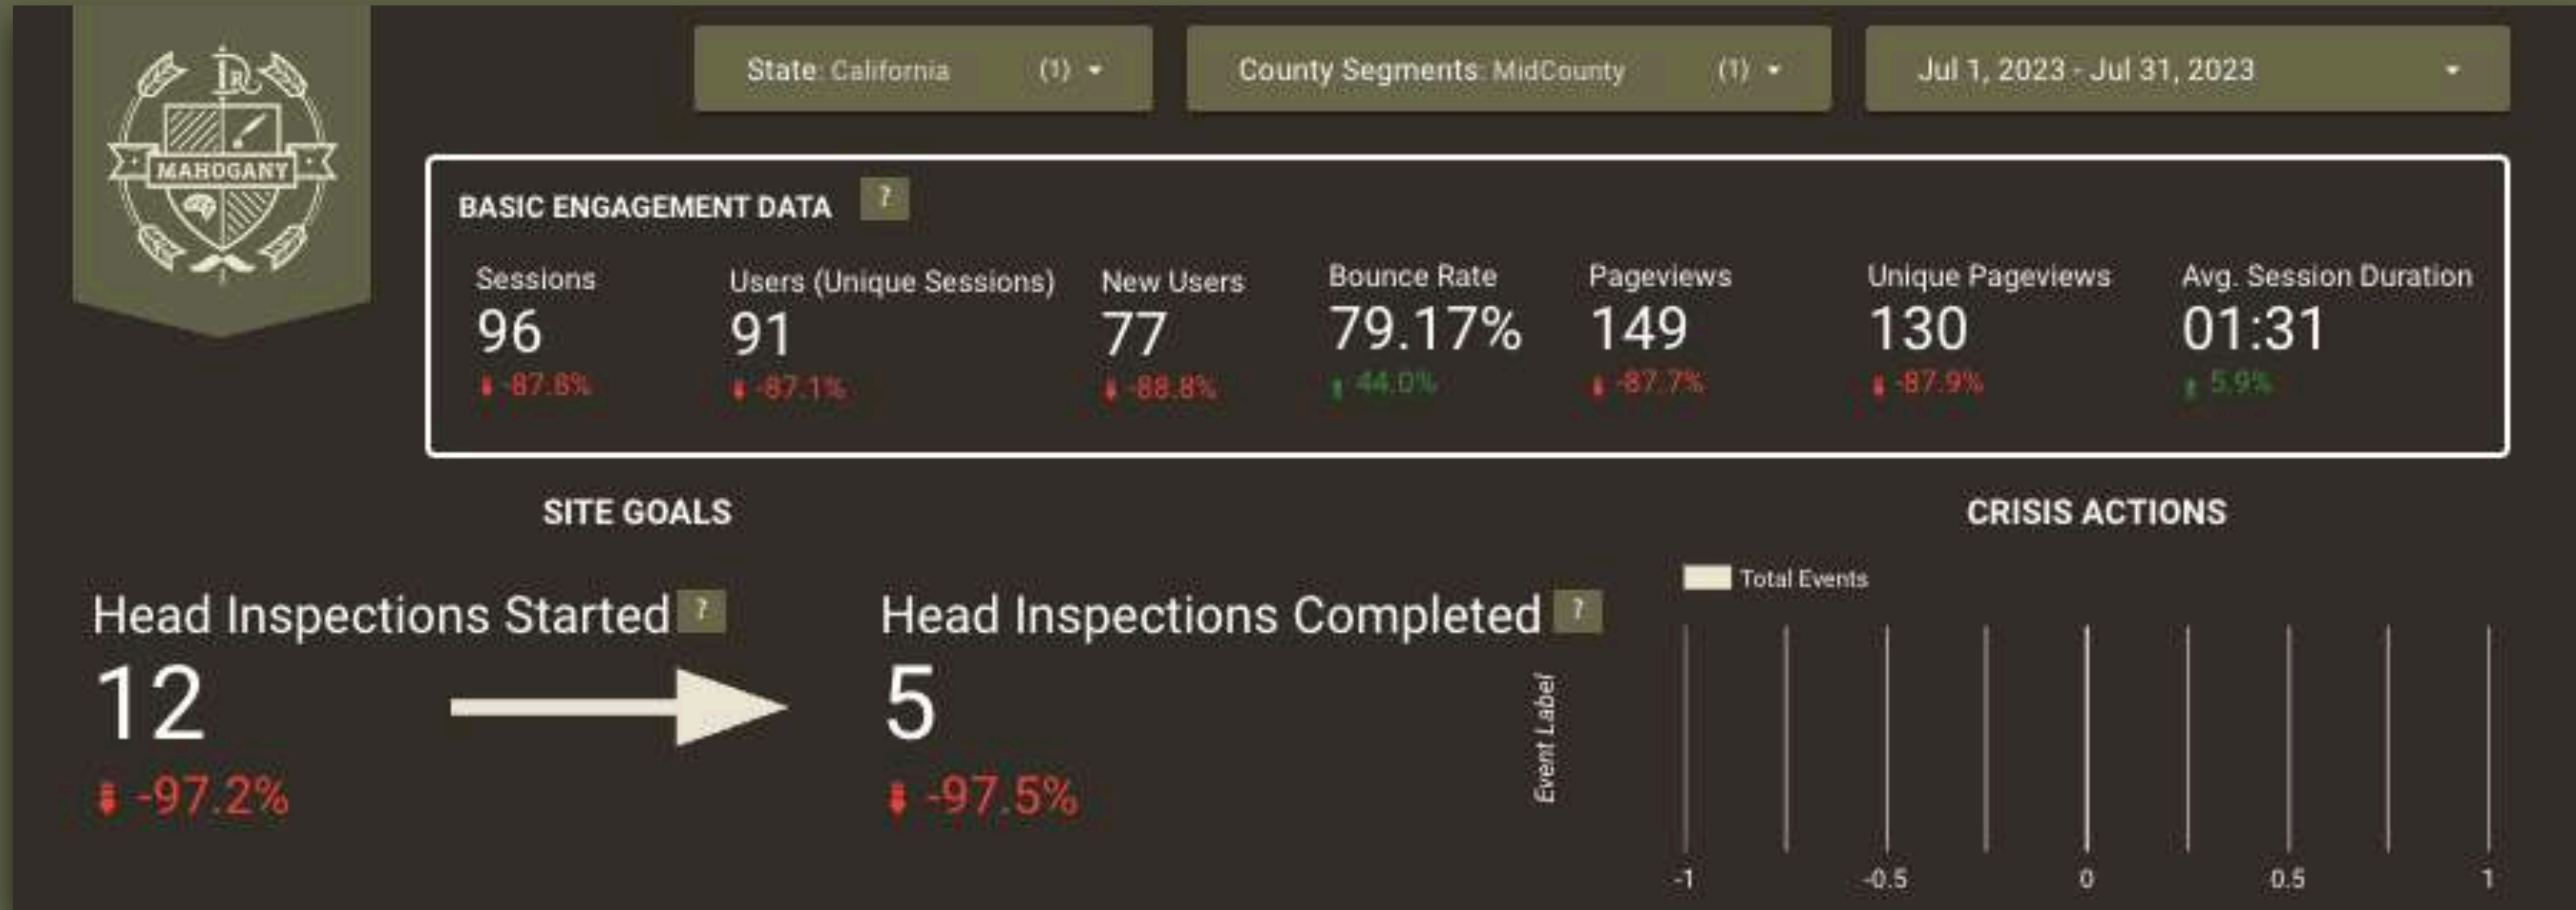 DR
MAHOGANY
State: California (1)
County Segments: MidCounty (1)
Jul 1, 2023 - Jul 31, 2023
BASIC ENGAGEMENT DATA ?
Sessions
96
-87.8%
Users (Unique Sessions)
91
-87.1%
New Users
77
-88.8%
Bounce Rate
79.17%
44.0%
Pageviews
149
-87.7%
Unique Pageviews
130
-87.9%
Avg. Session Duration
01:31
5.9%
SITE GOALS
Head Inspections Started ?
12
-97.2%
Head Inspections Completed ?
5
-97.5%
CRISIS ACTIONS
Total Events
Event Label
-1 -0.5 0 0.5 1